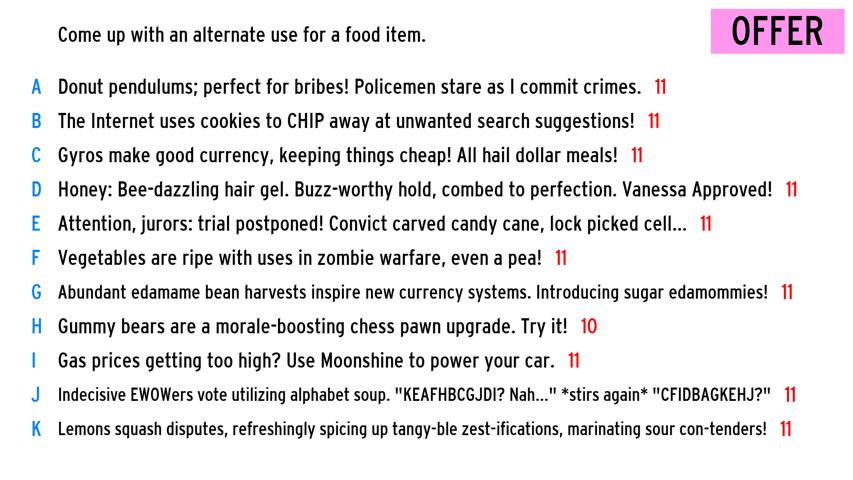 Come up with an alternate use for a food item.
OFFER
A Donut pendulums; perfect for bribes! Policemen stare as I commit crimes. 11
B The Internet uses cookies to CHIP away at unwanted search suggestions! 11
C Gyros make good currency, keeping things cheap! All hail dollar meals! 11
D Honey: Bee-dazzling hair gel. Buzz-worthy hold, combed to perfection. Vanessa Approved! 11
E Attention, jurors: trial postponed! Convict carved candy cane, lock picked cell... 11
F Vegetables are ripe with uses in zombie warfare, even a pea! 11
G Abundant edamame bean harvests inspire new currency systems. Introducing sugar edamommies! 11
H Gummy bears are a morale-boosting chess pawn upgrade. Try it! 10
I Gas prices getting too high? Use Moonshine to power your car. 11
J Indecisive EWOWers vote utilizing alphabet soup. "KEAFHBCGJDI? Nah..." *stirs again* "CFIDBAGKEHJ?" 11
K Lemons squash disputes, refreshingly spicing up tangy-ble zest-ifications, marinating sour con-tenders! 11